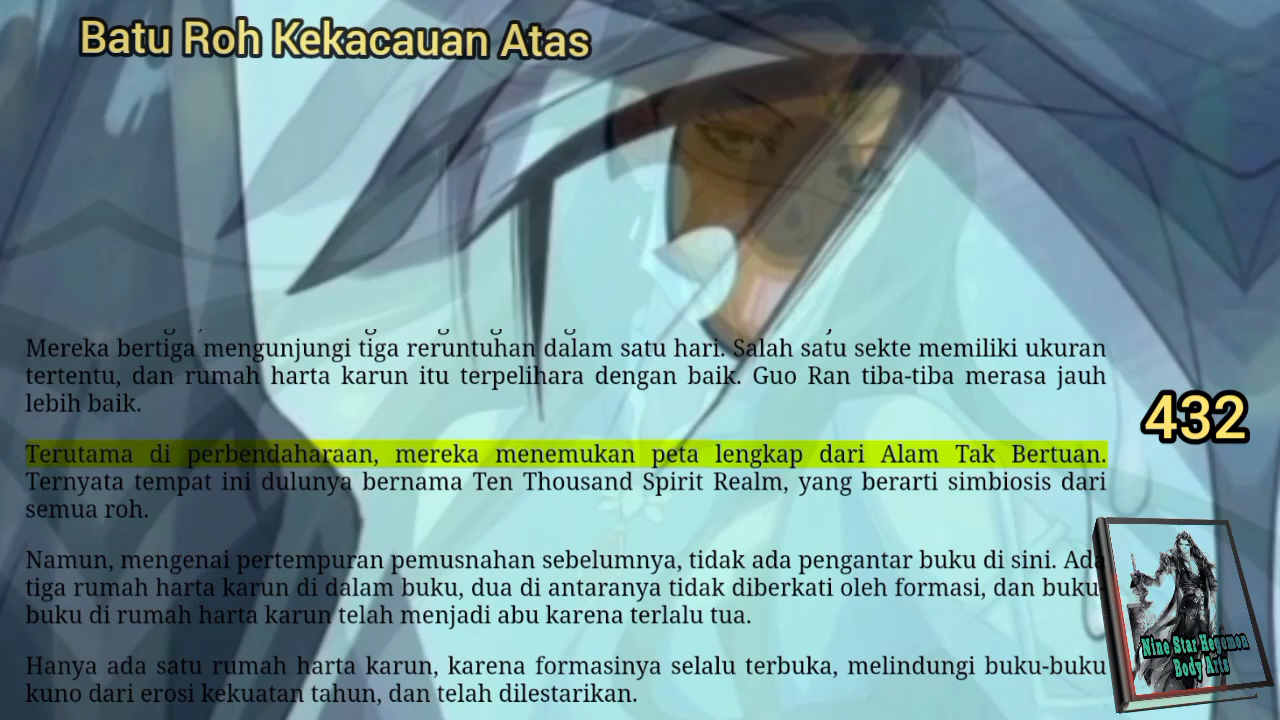 Batu Roh Kekacauan Atas
Mereka bertiga mengunjungi tiga reruntuhan dalam satu hari. Salah satu sekte memiliki ukuran
tertentu, dan rumah harta karun itu terpelihara dengan baik. Guo Ran tiba-tiba merasa jauh
lebih baik.
432
Terutama di perbendaharaan, mereka menemukan peta lengkap dari Alam Tak Bertuan.
Ternyata tempat ini dulunya bernama Ten Thousand Spirit Realm, yang berarti simbiosis dari
semua roh.
Namun, mengenai pertempuran pemusnahan sebelumnya, tidak ada pengantar buku di sini. Ada
tiga rumah harta karun di dalam buku, dua di antaranya tidak diberkati oleh formasi, dan buku-
buku di rumah harta karun telah menjadi abu karena terlalu tua.
Hanya ada satu rumah harta karun, karena formasinya selalu terbuka, melindungi buku-buku
kuno dari erosi kekuatan tahun, dan telah dilestarikan.
Nine Star Hegemon
Body Arts